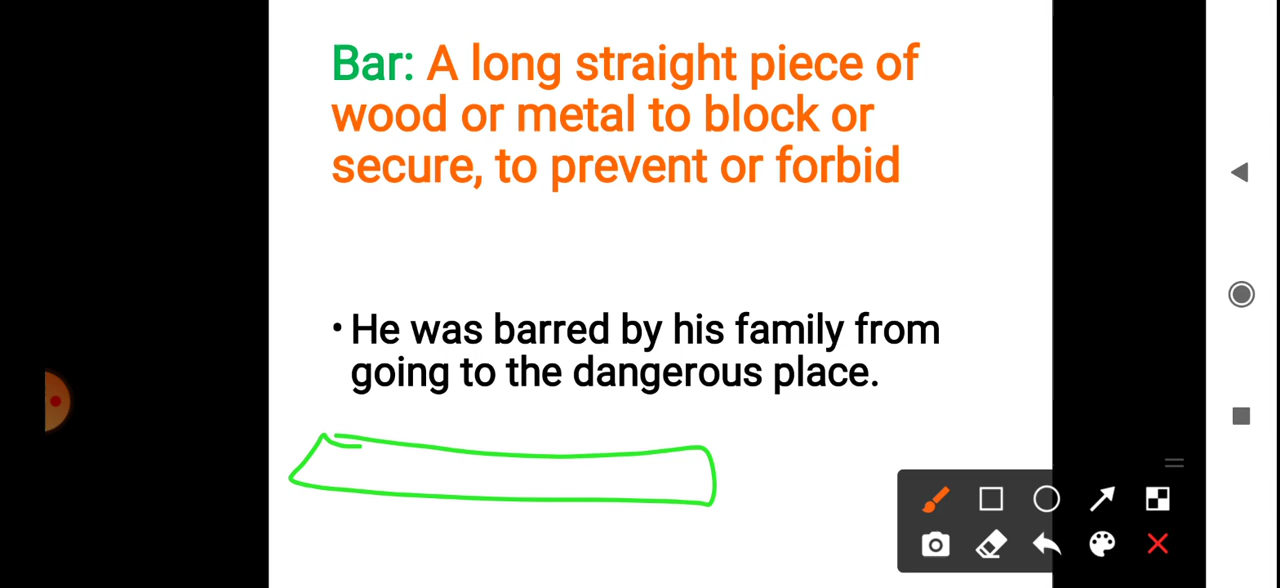 Bar: A long straight piece of
wood or metal to block or
secure, to prevent or forbid
• He was barred by his family from
going to the dangerous place.